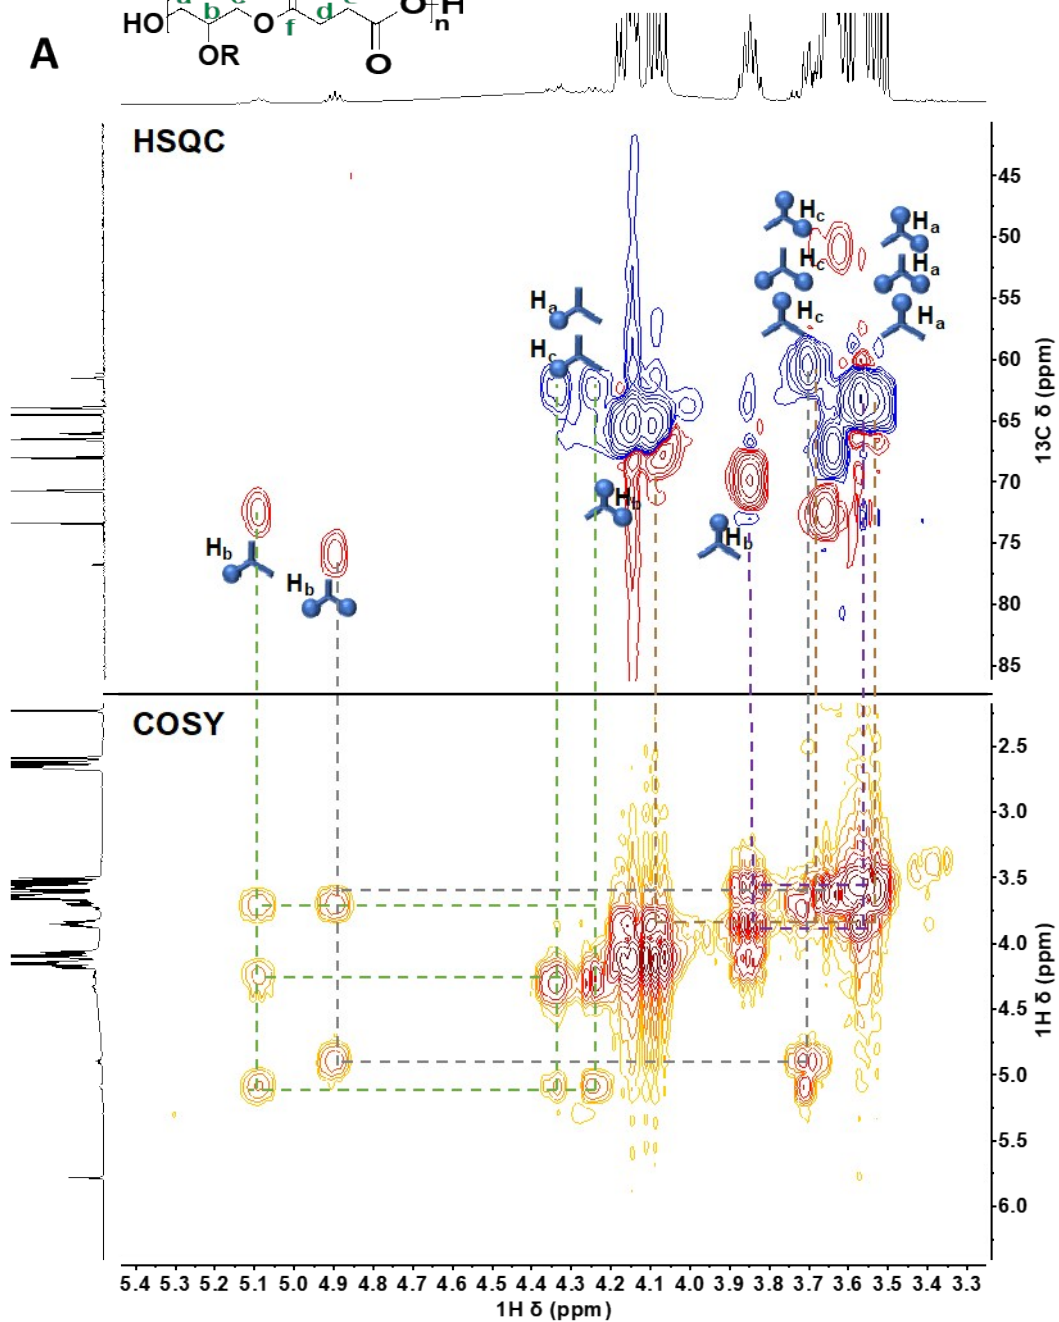 a b c d e
HO O f O H
n
OR
O
A
HSQC
45
50
55
60
65
70
75
80
85
13C δ (ppm)
Hc Ha
Hc Ha
Hc Ha
Ha
Hc
Hb
Hb
Hb
Hb
COSY
2.5
3.0
3.5
4.0
4.5
5.0
5.5
6.0
1H δ (ppm)
5.4 5.3 5.2 5.1 5.0 4.9 4.8 4.7 4.6 4.5 4.4 4.3 4.2 4.1 4.0 3.9 3.8 3.7 3.6 3.5 3.4 3.3
1H δ (ppm)